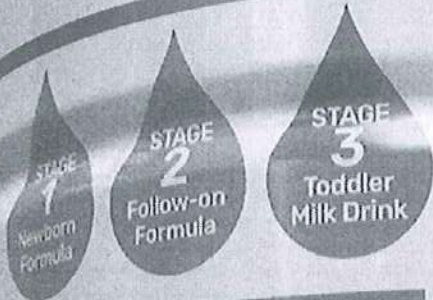 STAGE
1
Newborn
Formula
STAGE
2
Follow-on
Formula
STAGE
3
Toddler
Milk Drink